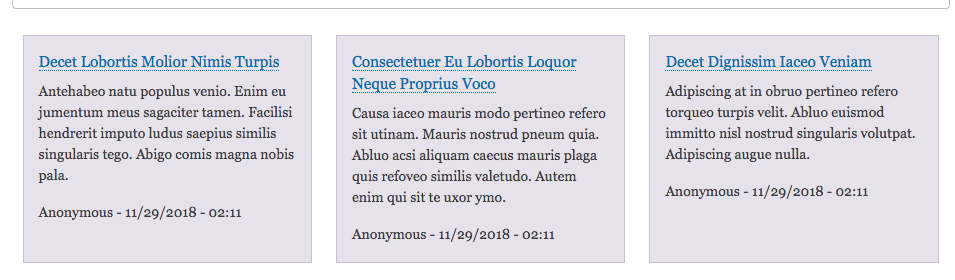 Decet Lobortis Molior Nimis Turpis
Antehabeo natu populus venio. Enim eu
jumentum meus sagaciter tamen. Facilisi
hendrerit imputo ludus saepius similis
singularis tego. Abigo comis magna nobis
pala.
Anonymous - 11/29/2018 - 02:11
Consectetuer Eu Lobortis Loquor
Neque Proprius Voco
Causa iaceo mauris modo pertineo refero
sit utinam. Mauris nostrud pneum quia.
Abluo acsi aliquam caecus mauris plaga
quis refoveo similis valetudo. Autem
enim qui sit te uxor ymo.
Anonymous - 11/29/2018 - 02:11
Decet Dignissim Iaceo Veniam
Adipiscing at in obruo pertineo refero
torqueo turpis velit. Abluo euismod
immitto nisl nostrud singularis volutpat.
Adipiscing augue nulla.
Anonymous - 11/29/2018 - 02:11